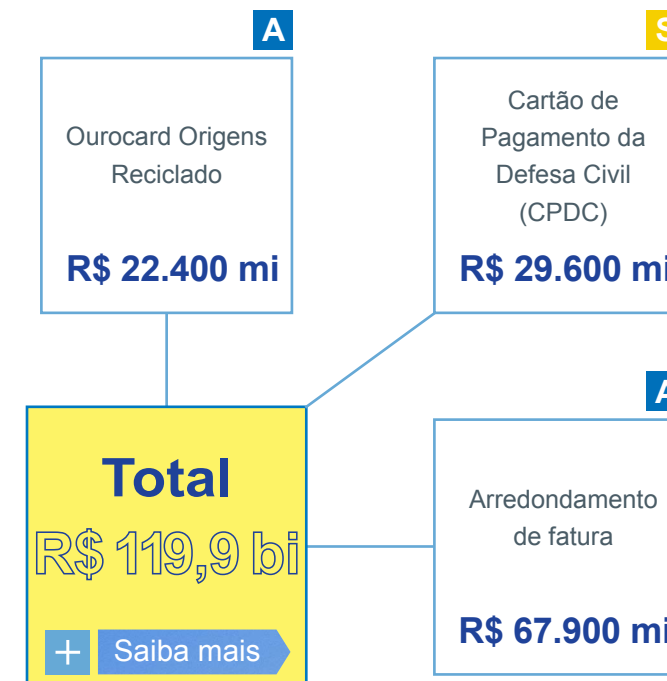 A
Ourocard Origens
Reciclado
R$ 22.400 mi
S
Cartão de
Pagamento da
Defesa Civil
(CPDC)
R$ 29.600 mi
Total
R$ 119,9 bi
+ Saiba mais
A
Arredondamento
de fatura
R$ 67.900 mi